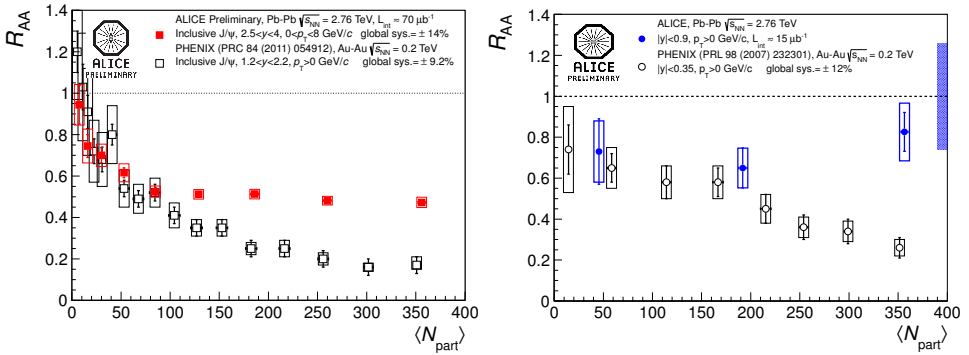 R_AA
ALICE Preliminary, Pb-Pb √s_NN = 2.76 TeV, L_int ≈ 70 μb⁻¹
Inclusive J/ψ, 2.5<y<4, 0<p_T<8 GeV/c global sys.= ± 14%
PHENIX (PRC 84 (2011) 054912), Au-Au √s_NN = 0.2 TeV
Inclusive J/ψ, 1.2<y<2.2, p_T>0 GeV/c global sys.= ± 9.2%
ALICE
PRELIMINARY
1.4
1.2
1
0.8
0.6
0.4
0.2
0
0 50 100 150 200 250 300 350 400
⟨N_part⟩
R_AA
ALICE, Pb-Pb √s_NN = 2.76 TeV
|y|<0.9, p_T>0 GeV/c, L_int ≈ 15 μb⁻¹
PHENIX (PRL 98 (2007) 232301), Au-Au √s_NN = 0.2 TeV
|y|<0.35, p_T>0 GeV/c global sys.= ± 12%
ALICE
PRELIMINARY
1.4
1.2
1
0.8
0.6
0.4
0.2
0
0 50 100 150 200 250 300 350 400
⟨N_part⟩